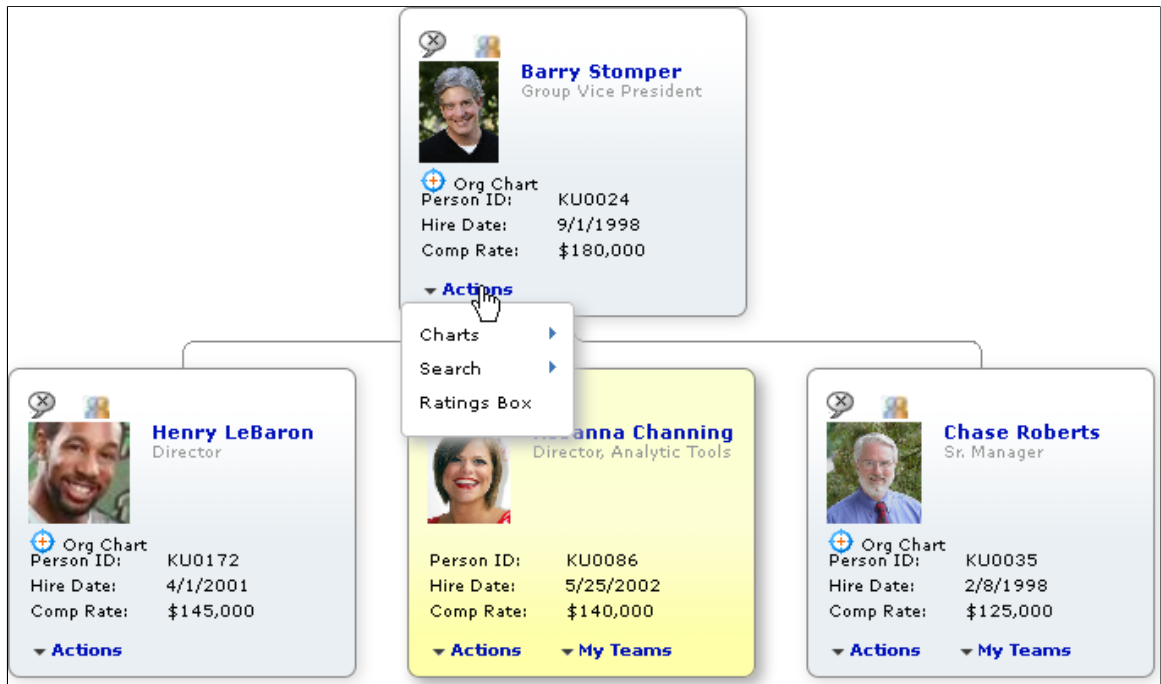 Barry Stomper
Group Vice President
Org Chart
Person ID: KU0024
Hire Date: 9/1/1998
Comp Rate: $180,000
Actions
Charts
Search
Ratings Box
Henry LeBaron
Director
Org Chart
Person ID: KU0172
Hire Date: 4/1/2001
Comp Rate: $145,000
Actions
Channing
Director, Analytic Tools
Person ID: KU0086
Hire Date: 5/25/2002
Comp Rate: $140,000
Actions My Teams
Chase Roberts
Sr. Manager
Org Chart
Person ID: KU0035
Hire Date: 2/8/1998
Comp Rate: $125,000
Actions My Teams